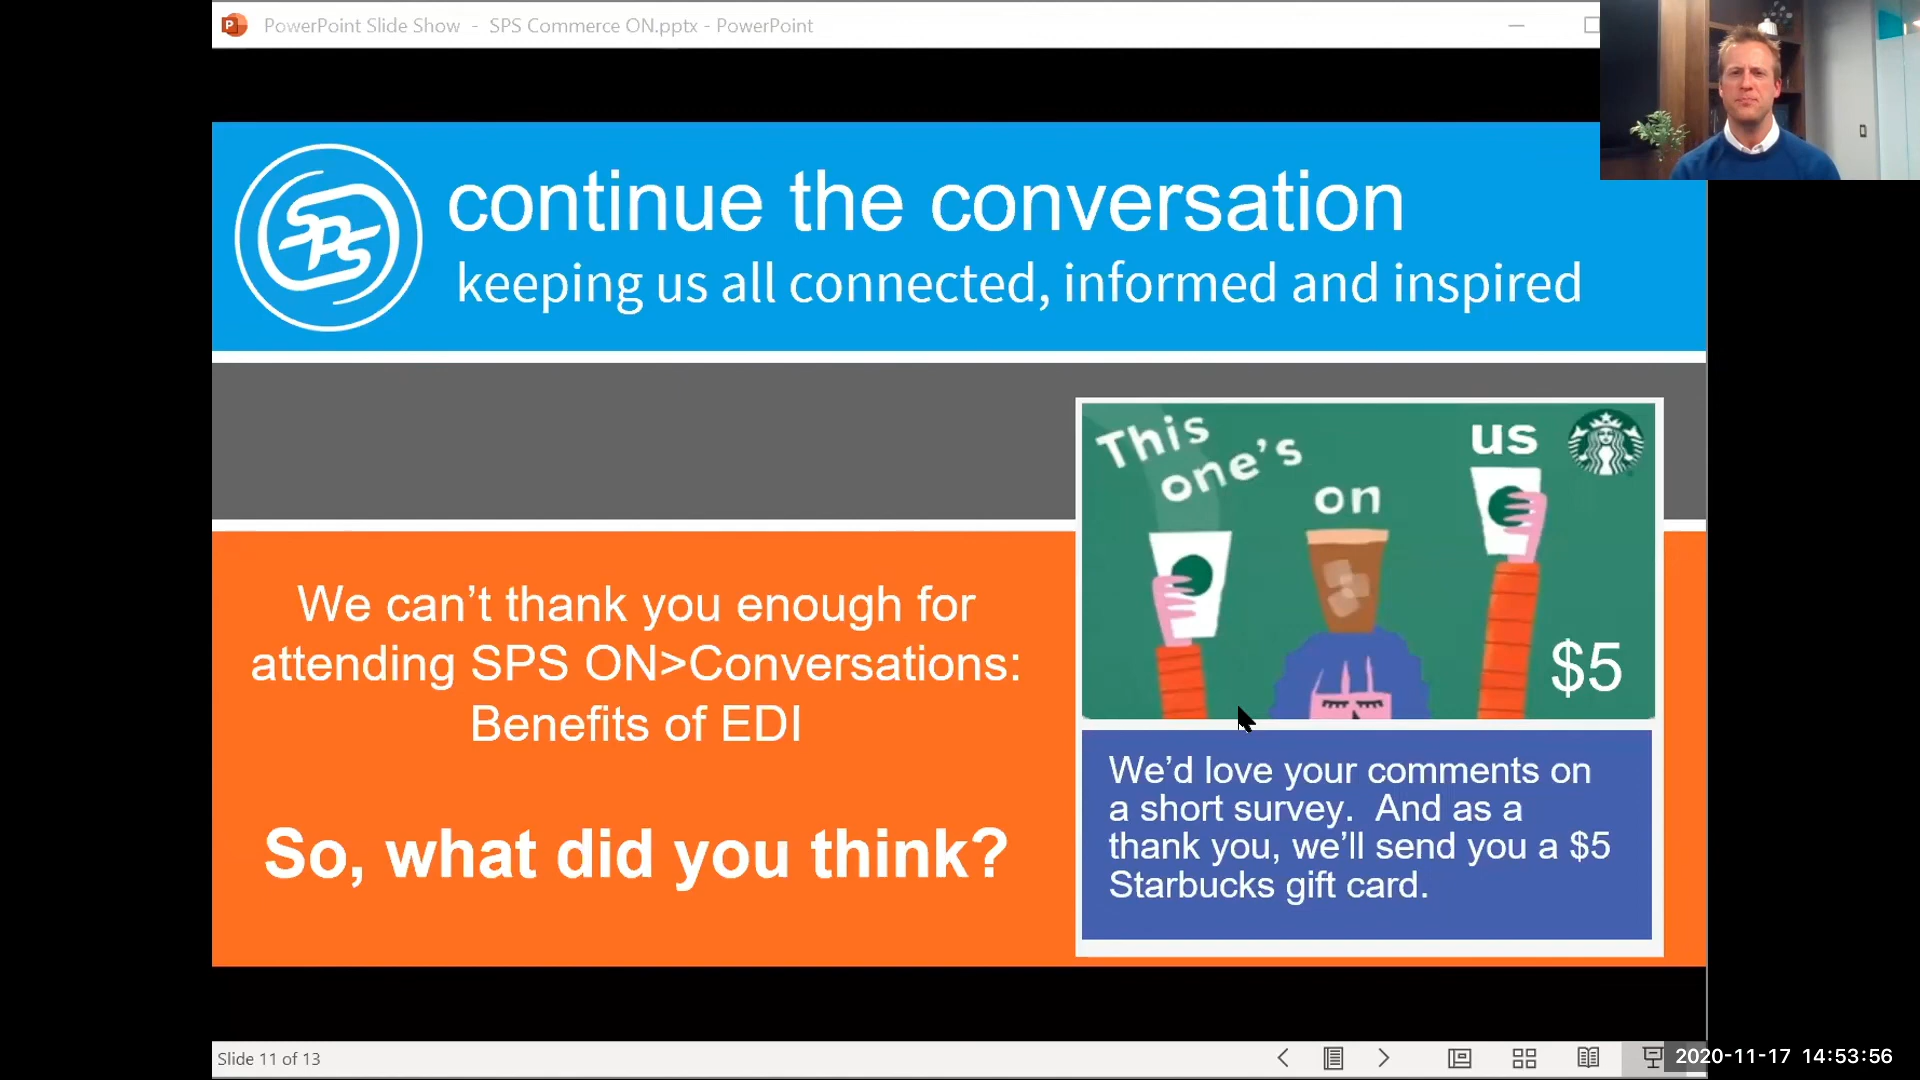 PowerPoint Slide Show - SPS Commerce ON.pptx - PowerPoint
SPS
continue the conversation
keeping us all connected, informed and inspired
This
one's
on
us
$5
We can't thank you enough for
attending SPS ON>Conversations:
Benefits of EDI
So, what did you think?
We'd love your comments on
a short survey.  And as a
thank you, we'll send you a $5
Starbucks gift card.
Slide 11 of 13
2020-11-17 14:53:56